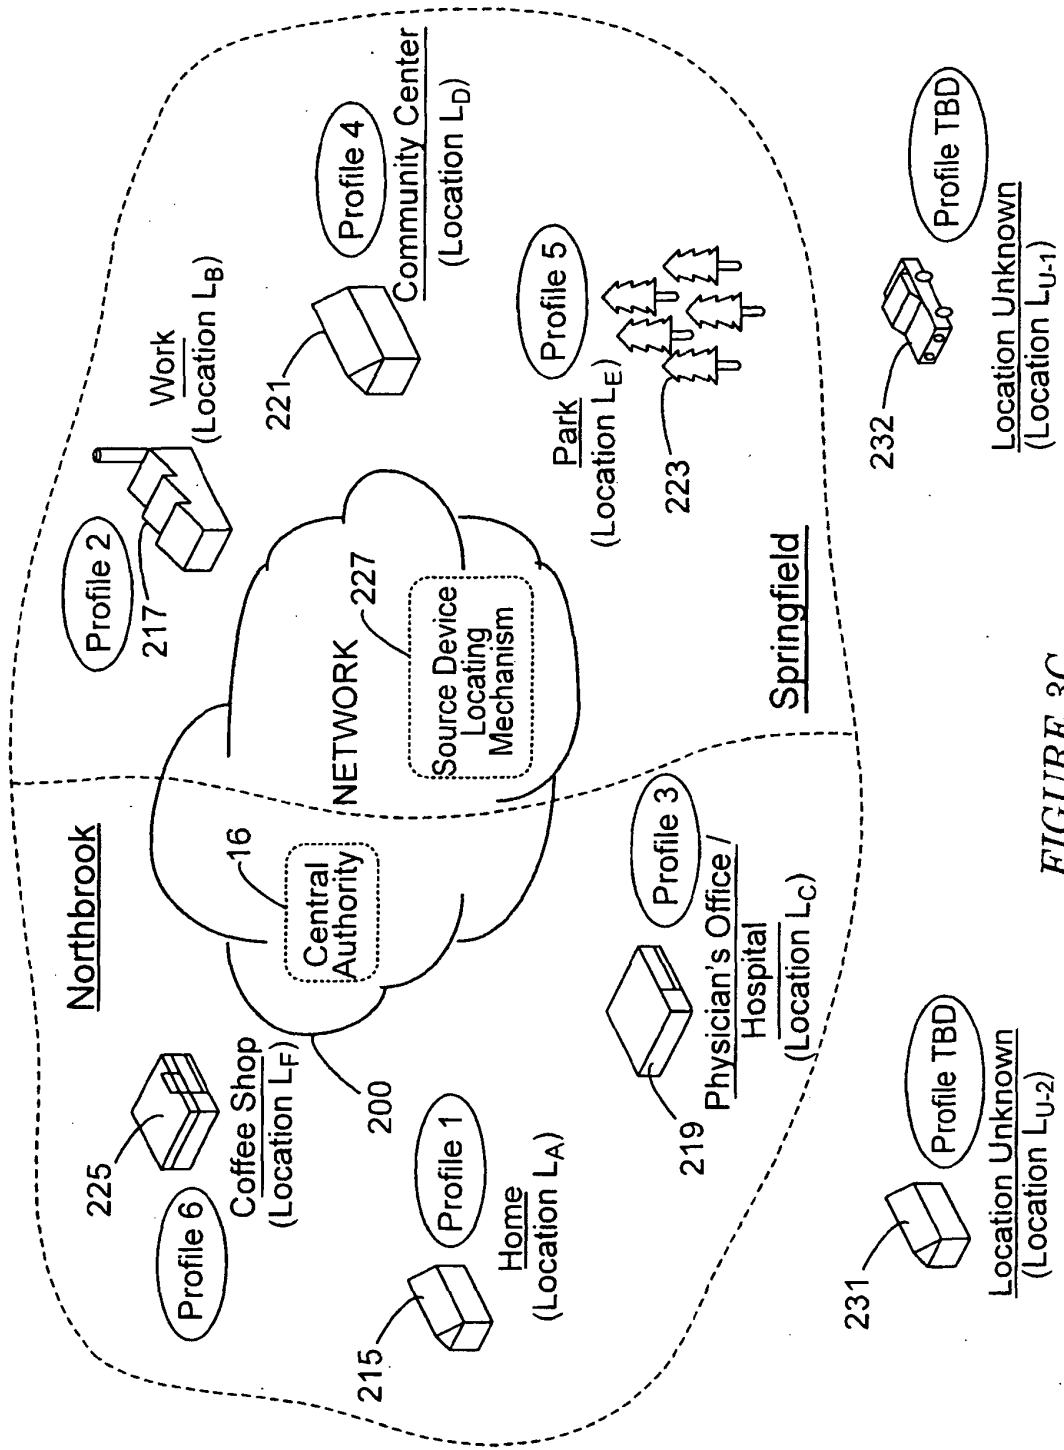 Northbrook
225
Profile 6
Coffee Shop
(Location LF)
200
215
Profile 1
Home
(Location LA)
16
Central
Authority
NETWORK
227
Source Device
Locating
Mechanism
Profile 2
217
Work
(Location LB)
221
Profile 4
Community Center
(Location LD)
Profile 5
Park
(Location LE)
223
Springfield
219
Profile 3
Physician's Office /
Hospital
(Location LC)
231
Profile TBD
Location Unknown
(Location LU-2)
232
Profile TBD
Location Unknown
(Location LU-1)
FIGURE 3C